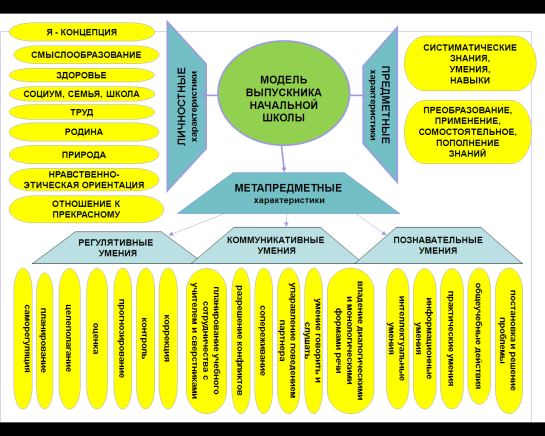 Я - КОНЦЕПЦИЯ
СМЫСЛООБРАЗОВАНИЕ
ЗДОРОВЬЕ
СОЦИУМ, СЕМЬЯ, ШКОЛА
ТРУД
РОДИНА
ПРИРОДА
НРАВСТВЕННО-
ЭТИЧЕСКАЯ ОРИЕНТАЦИЯ
ОТНОШЕНИЕ К
ПРЕКРАСНОМУ
ЛИЧНОСТНЫЕ
характеристики
МОДЕЛЬ
ВЫПУСКНИКА
НАЧАЛЬНОЙ
ШКОЛЫ
ПРЕДМЕТНЫЕ
характеристики
СИСТИМАТИЧЕСКИЕ
ЗНАНИЯ,
УМЕНИЯ,
НАВЫКИ
ПРЕОБРАЗОВАНИЕ,
ПРИМЕНЕНИЕ,
САМОСТОЯТЕЛЬНОЕ,
ПОПОЛНЕНИЕ
ЗНАНИЙ
МЕТАПРЕДМЕТНЫЕ
характеристики
РЕГУЛЯТИВНЫЕ
УМЕНИЯ
КОММУНИКАТИВНЫЕ
УМЕНИЯ
ПОЗНАВАТЕЛЬНЫЕ
УМЕНИЯ
саморегуляция
планирование
целеполагание
оценка
прогнозирование
контроль
коррекция
планирование учебного
сотрудничества с
учителем и сверстниками
разрешение конфликтов
сопереживание
управление поведением
партнера
умение говорить и
слушать
владение диалогическими
и монологическими
формами речи
интеллектуальные
умения
информационные
умения
практические умения
общеучебные действия
постановка и решение
проблемы